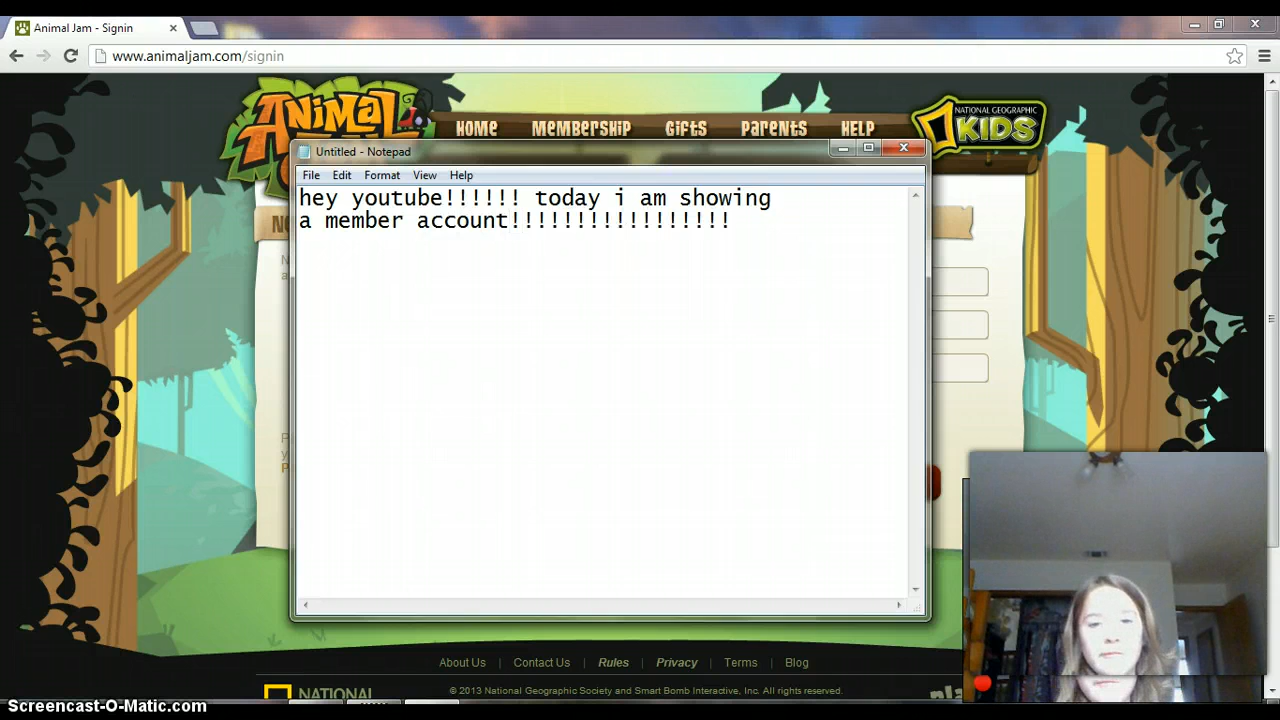 Animal Jam - Signin
www.animaljam.com/signin
ANIMAL
HOME MEMBERSHIP GIFTS PARENTS HELP
NATIONAL GEOGRAPHIC
KIDS
Untitled - Notepad
File Edit Format View Help
hey youtube!!!!!! today i am showing
a member account!!!!!!!!!!!!!!!!!
About Us Contact Us Rules Privacy Terms Blog
NATIONAL
© 2013 National Geographic Society and Smart Bomb Interactive, Inc. All rights reserved.
Screencast-O-Matic.com